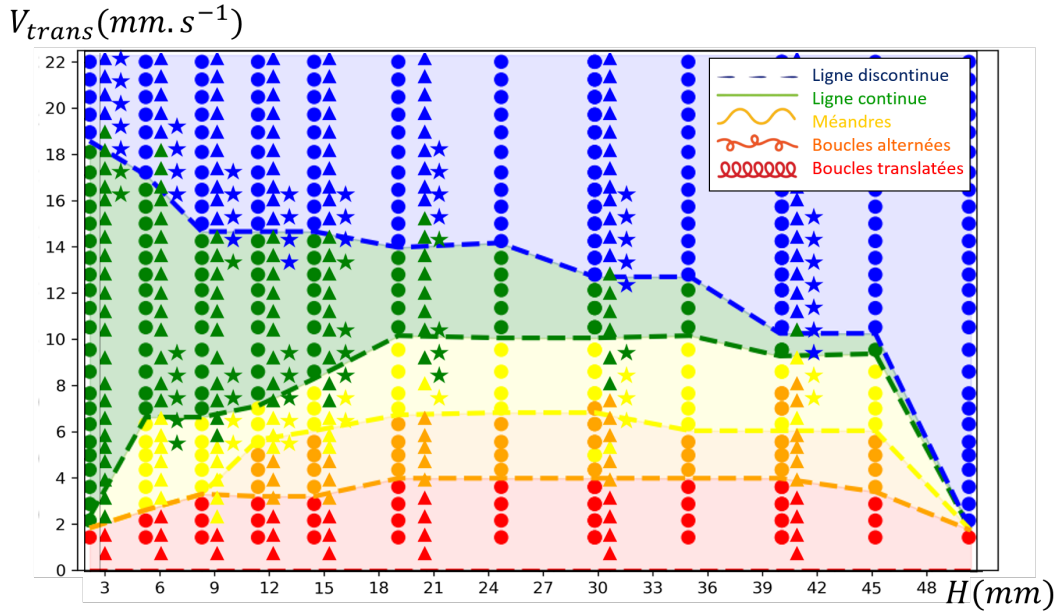 V_trans(mm.s⁻¹)
22
20
18
16
14
12
10
8
6
4
2
0
Ligne discontinue
Ligne continue
Méandres
Boucles alternées
Boucles translatées
3 6 9 12 15 18 21 24 27 30 33 36 39 42 45 48
H(mm)